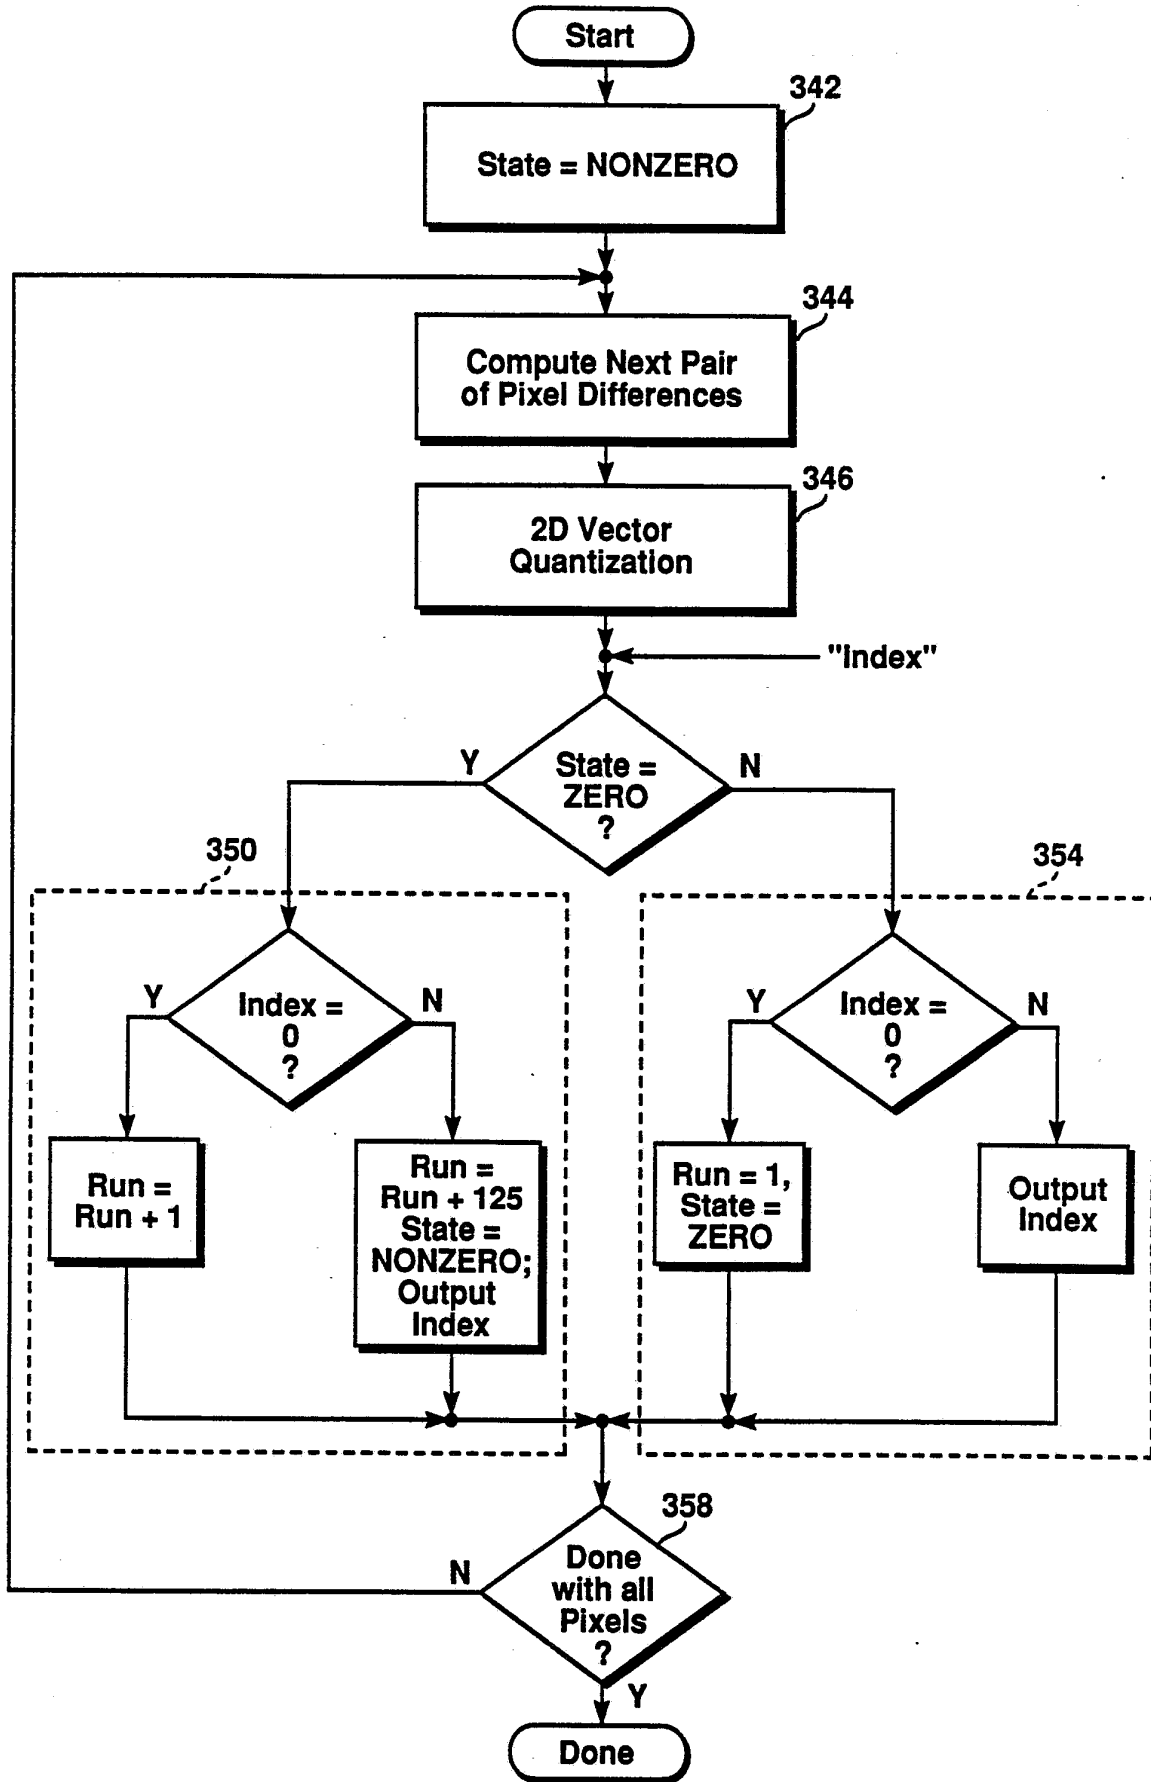 Start
342
State = NONZERO
344
Compute Next Pair
of Pixel Differences
346
2D Vector
Quantization
"Index"
Y
State =
ZERO
?
N
350
354
Y
Index =
0
?
N
Y
Index =
0
?
N
Run =
Run + 1
Run =
Run + 125
State =
NONZERO;
Output
Index
Run = 1,
State =
ZERO
Output
Index
358
N
Done
with all
Pixels
?
Y
Done